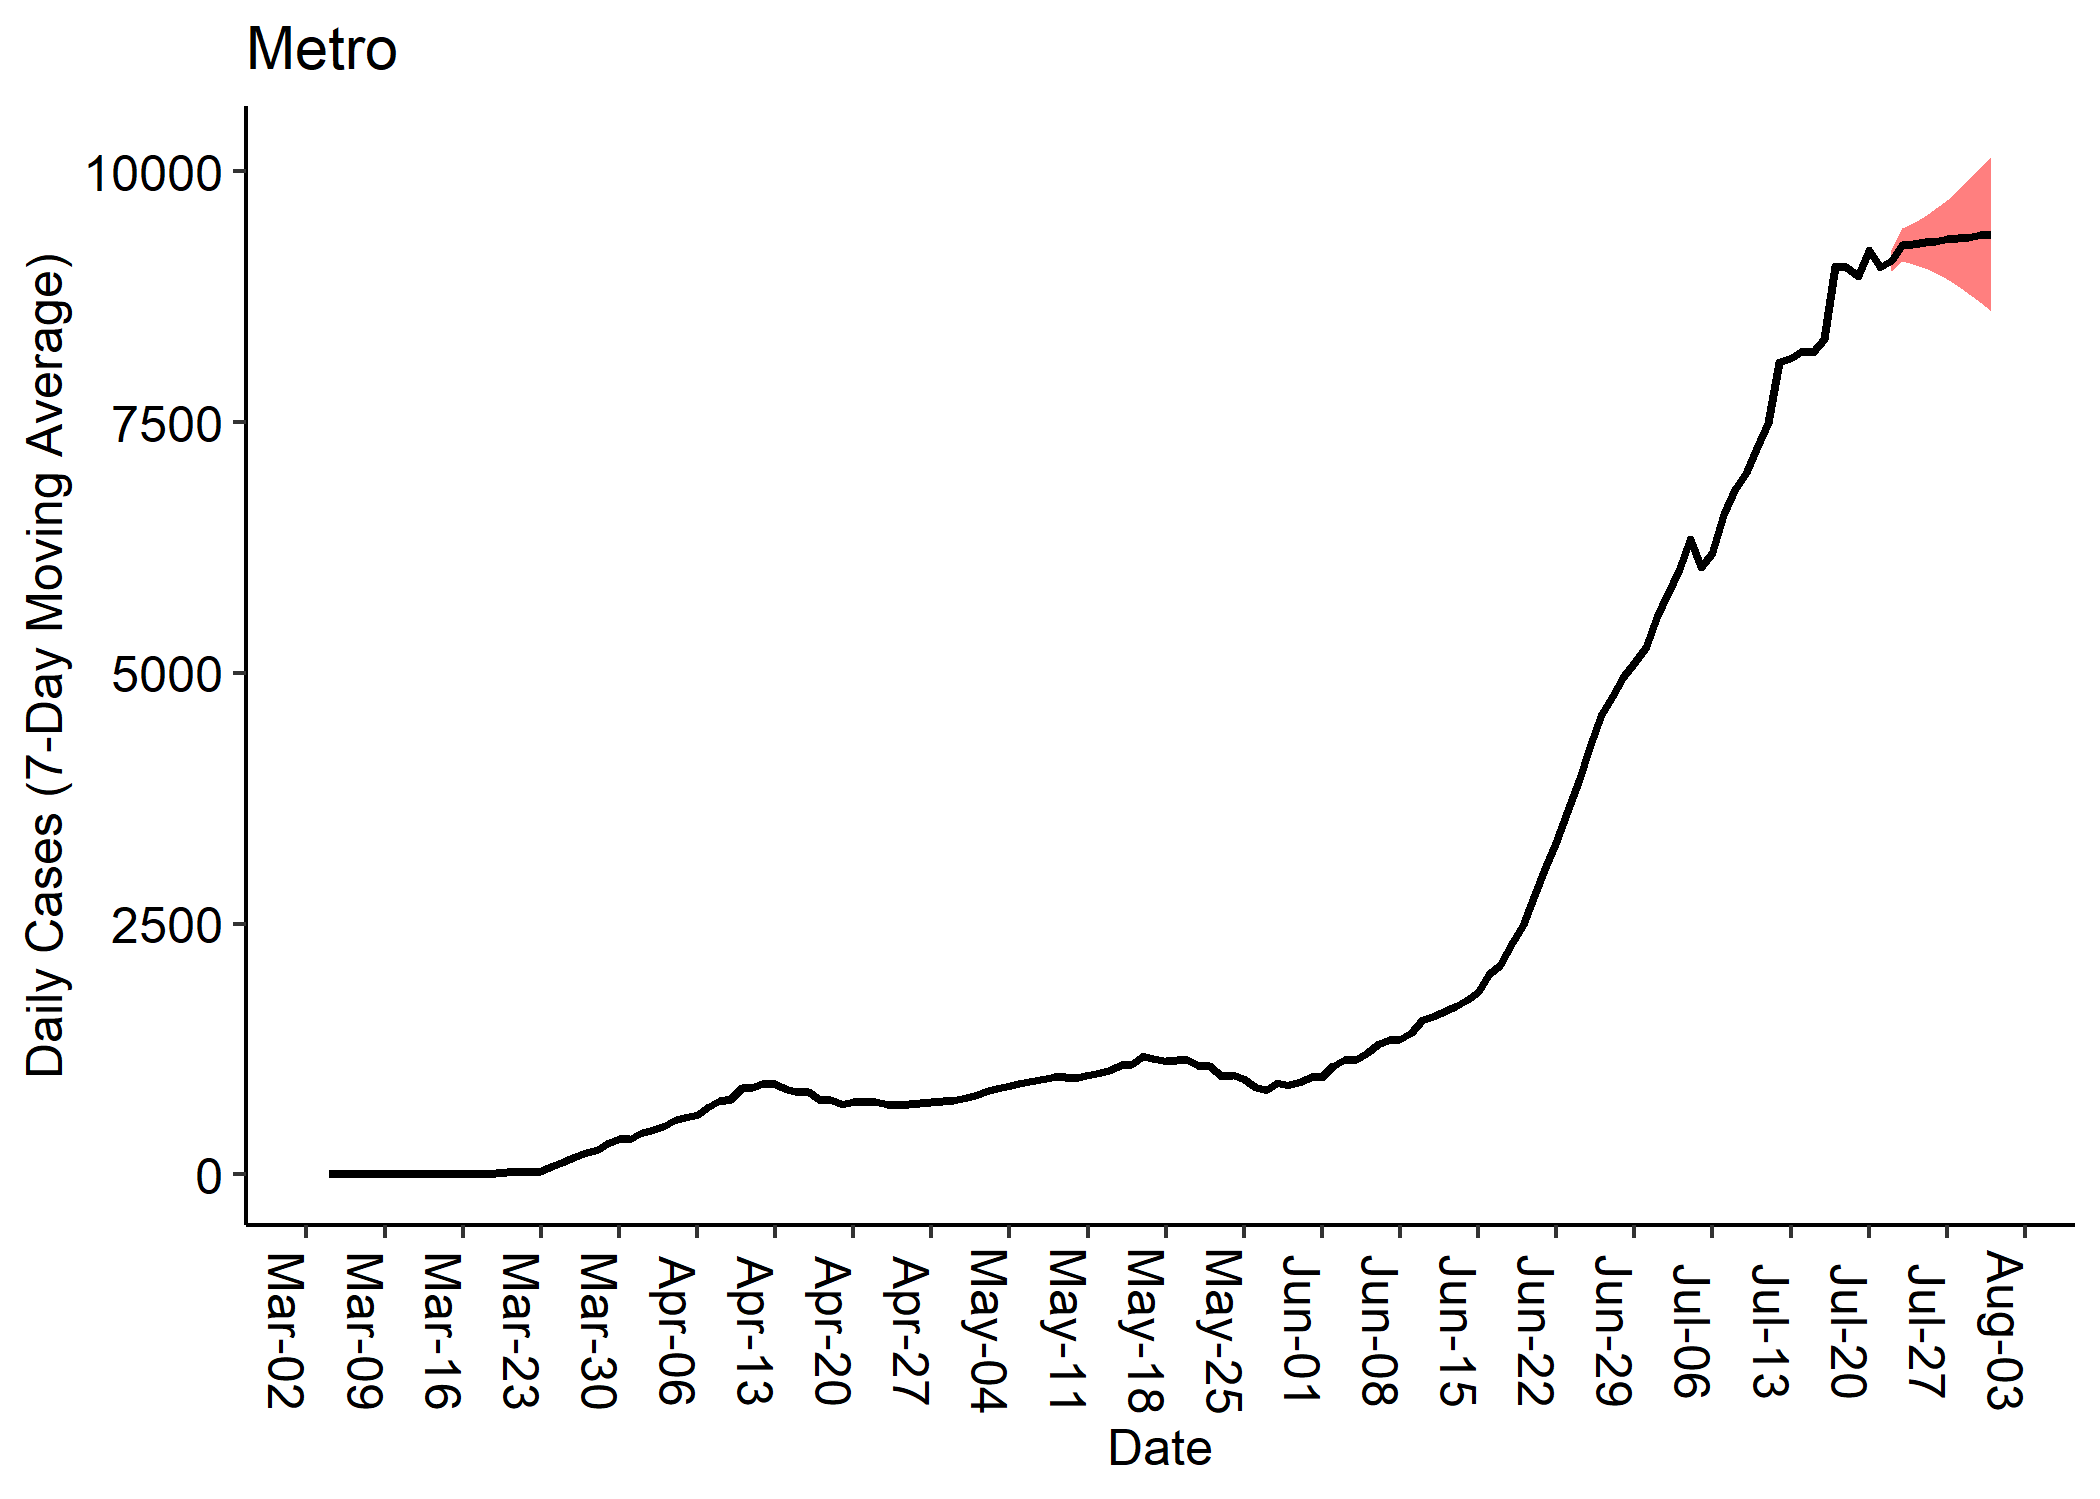 Metro
Daily Cases (7-Day Moving Average)
10000
7500
5000
2500
0
Mar-02
Mar-09
Mar-16
Mar-23
Mar-30
Apr-06
Apr-13
Apr-20
Apr-27
May-04
May-11
May-18
May-25
Jun-01
Jun-08
Jun-15
Jun-22
Jun-29
Jul-06
Jul-13
Jul-20
Jul-27
Aug-03
Date